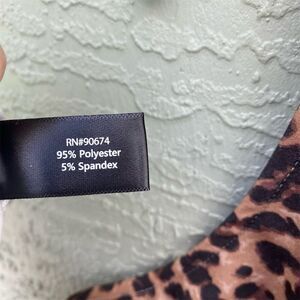 RN#90674
95% Polyester
5% Spandex